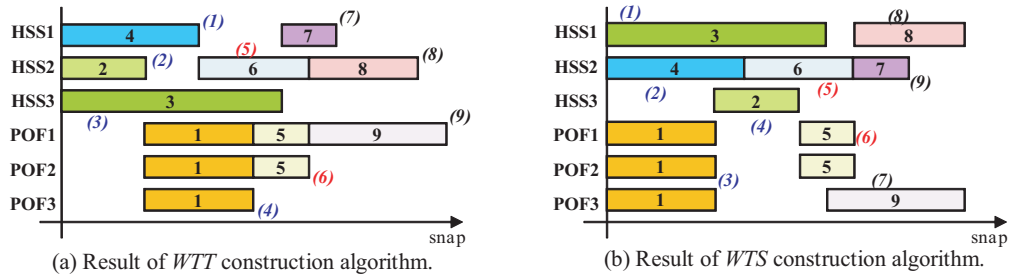 (1) (7)
HSS1 4 7
(2) (5) (8)
HSS2 2 6 8
HSS3 3
(3) (9)
POF1 1 5 9
POF2 1 5
(6)
POF3 1 (4)
snap
(a) Result of WTT construction algorithm.
(1) (8)
HSS1 3 8
HSS2 4 6 7
(2) (5) (9)
HSS3 2
(4)
POF1 1 5 (6)
POF2 1 5
(3) (7)
POF3 1 9
snap
(b) Result of WTS construction algorithm.